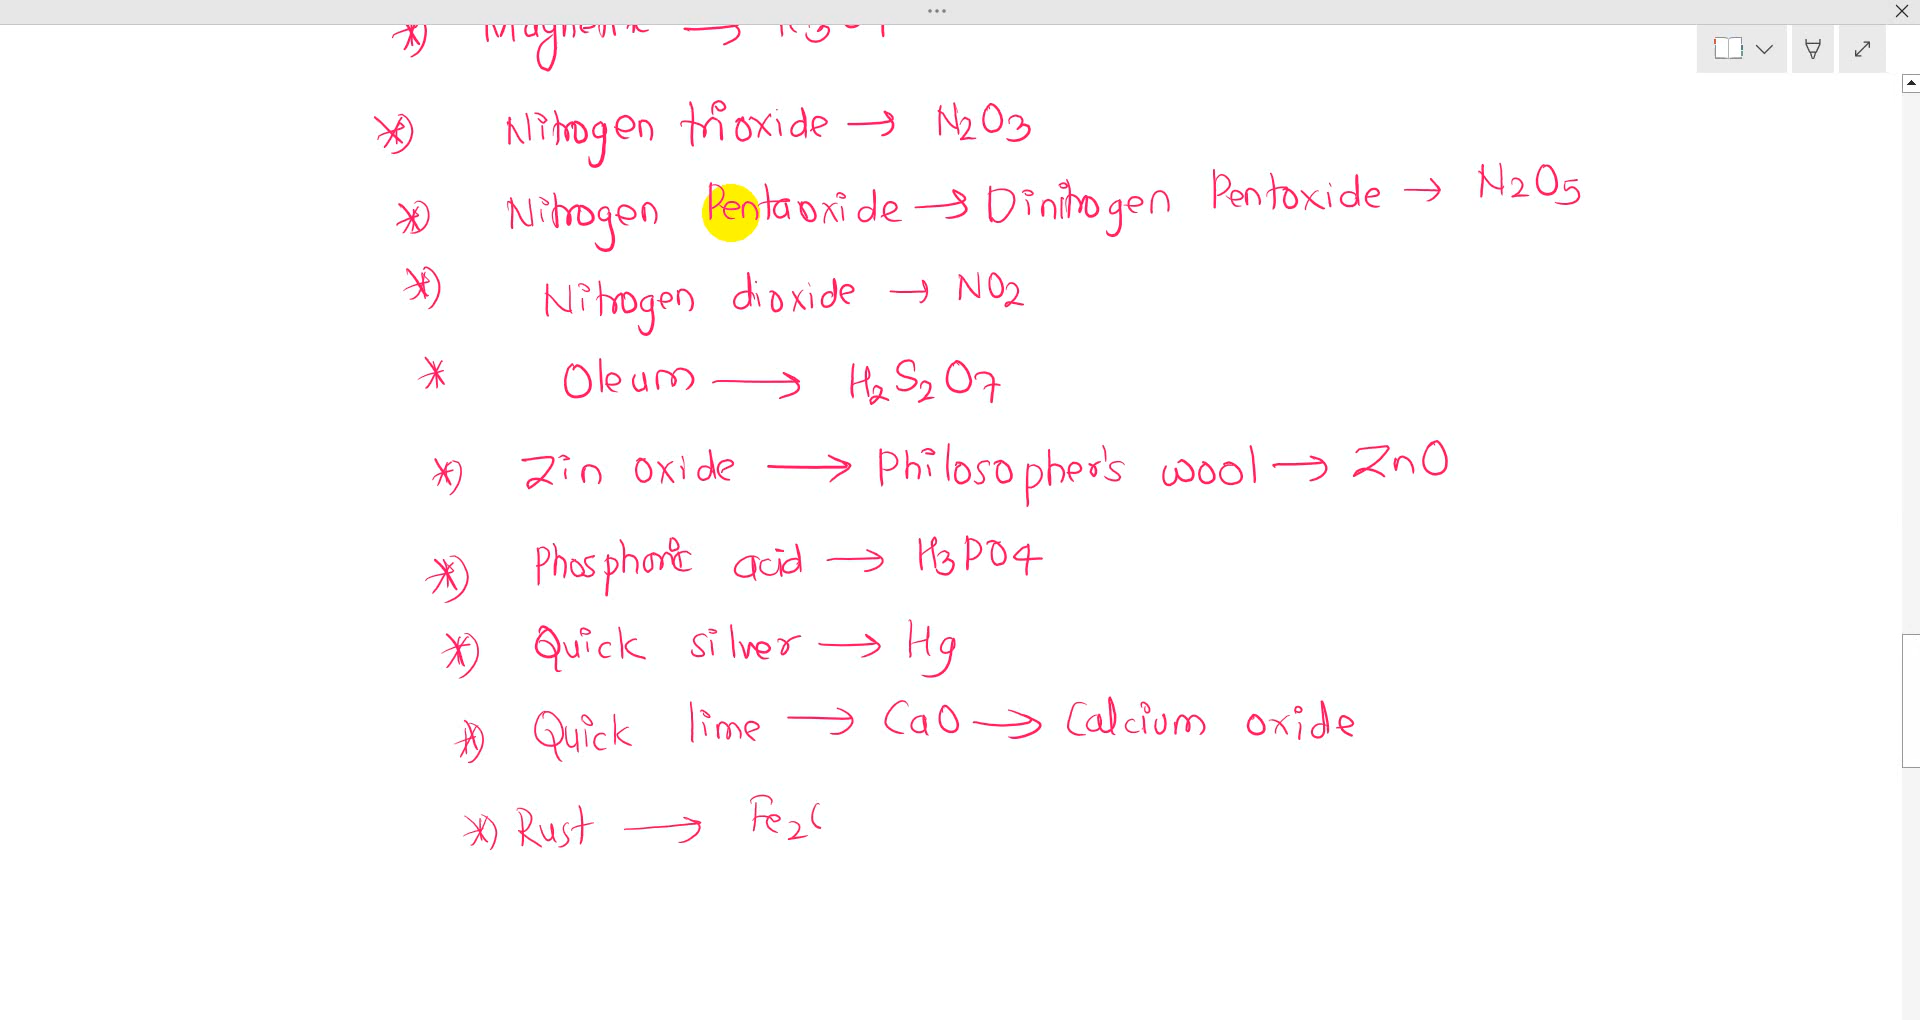 *) Nitrogen trioxide → N2O3
*) Nitrogen Pentaoxide → Dinitrogen Pentoxide → N2O5
*) Nitrogen dioxide → NO2
* Oleum → H2S2O7
*) Zin oxide → Philosopher's wool → ZnO
*) Phosphoric acid → H3PO4
*) Quick silver → Hg
*) Quick lime → CaO → Calcium oxide
*) Rust → Fe2(